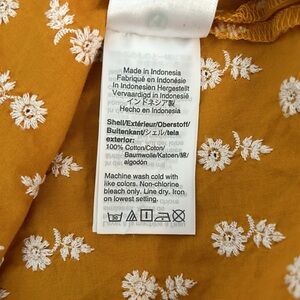 Made in Indonesia
Fabriqué en Indonésie
In Indonesien Hergestellt
Vervaardigd in Indonesië
インドネシア製
Hecho en Indonesia
Shell/Extérieur/Oberstoff/
Buitenkant/シェル/tela
exterior:
100% Cotton/Coton/
Baumwolle/Katoen/綿/
algodón
Machine wash cold with
like colors. Non-chlorine
bleach only. Line dry. Iron
on lowest setting.